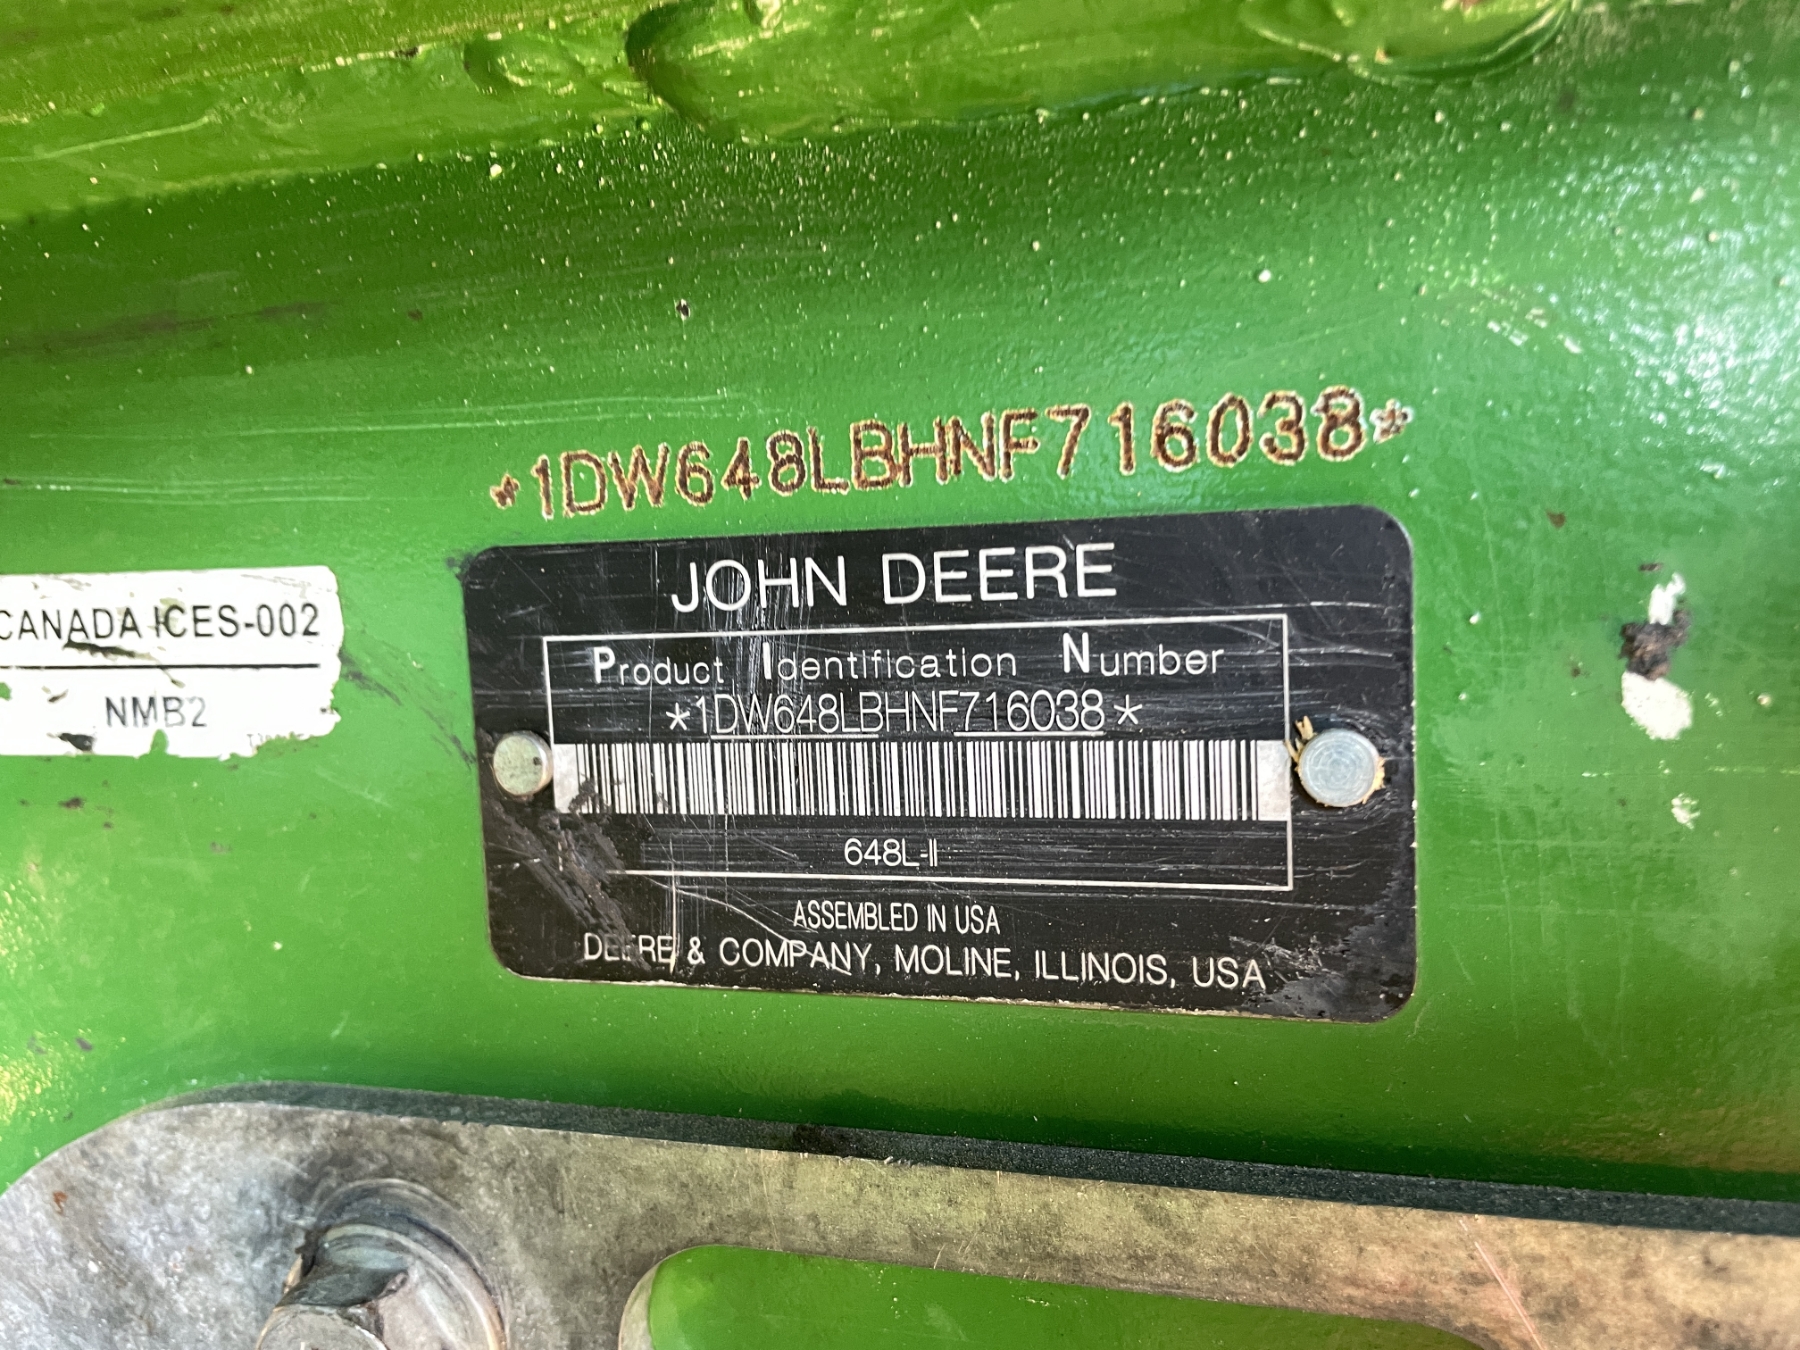 *1DW648LBHNF716038*
CANADA ICES-002
NMB2
JOHN DEERE
Product Identification Number
*1DW648LBHNF716038*
648L-II
ASSEMBLED IN USA
DEERE & COMPANY, MOLINE, ILLINOIS, USA